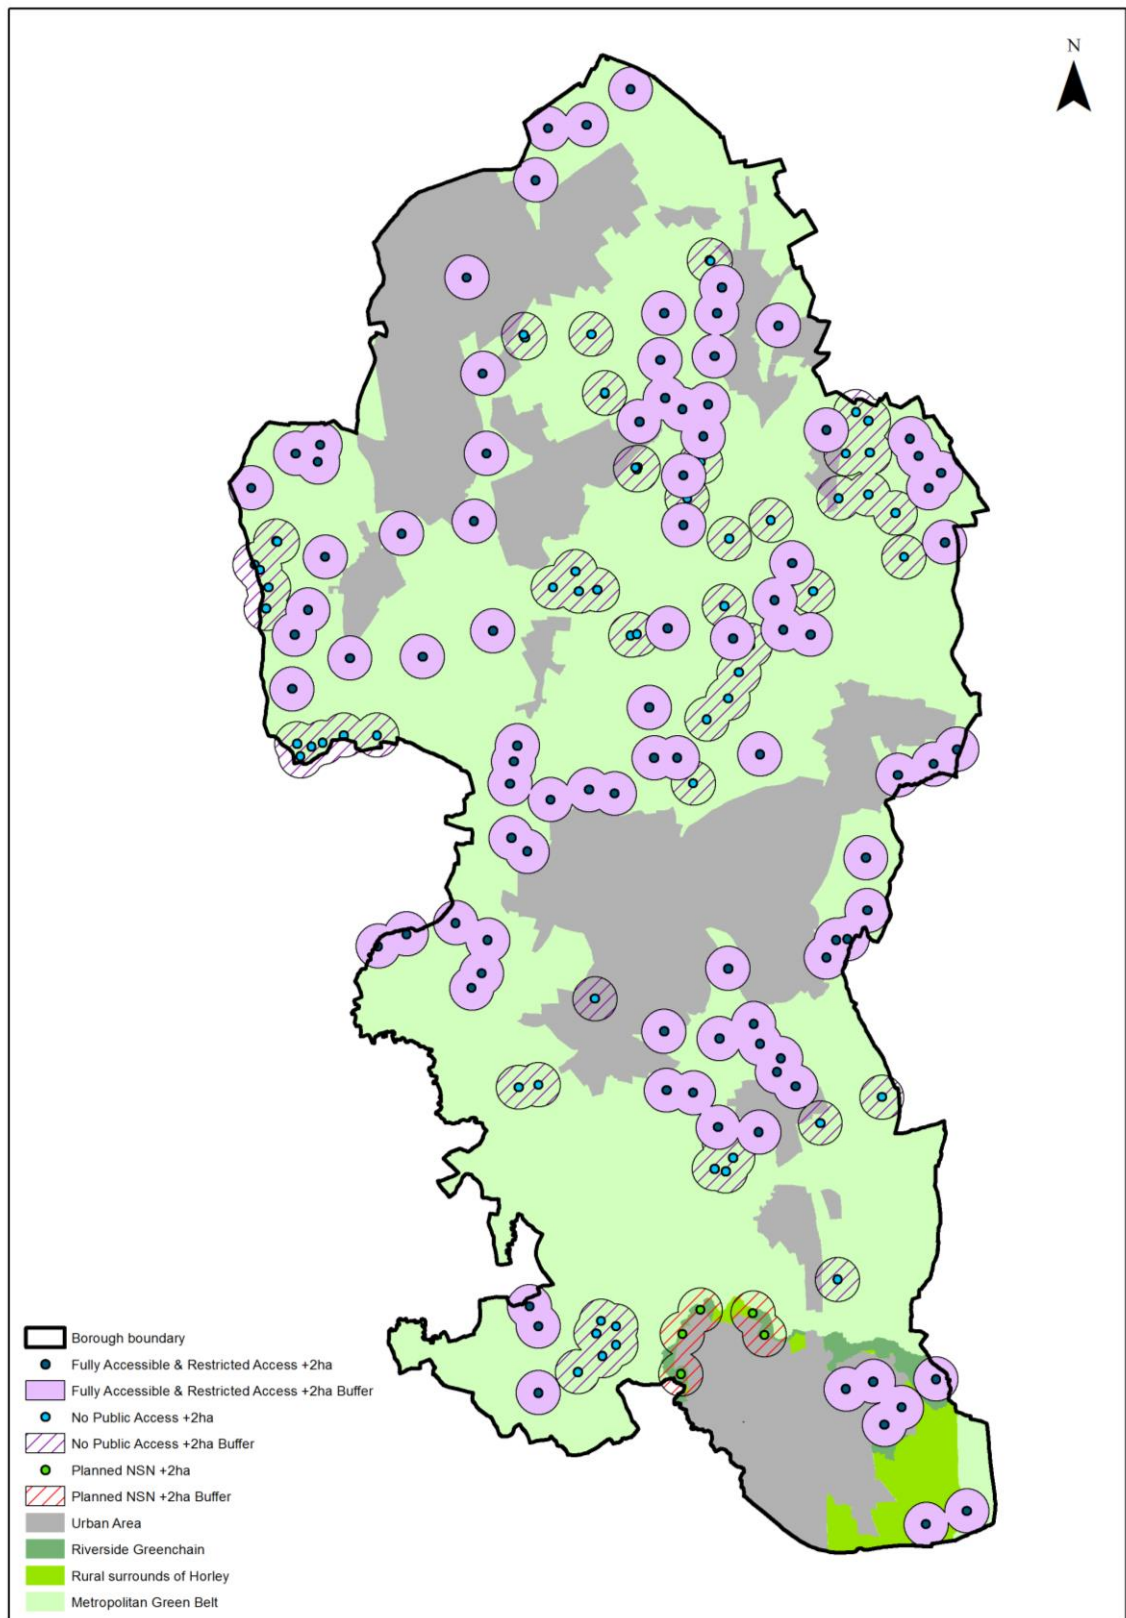 N
Borough boundary
Fully Accessible & Restricted Access +2ha
Fully Accessible & Restricted Access +2ha Buffer
No Public Access +2ha
No Public Access +2ha Buffer
Planned NSN +2ha
Planned NSN +2ha Buffer
Urban Area
Riverside Greenchain
Rural surrounds of Horley
Metropolitan Green Belt